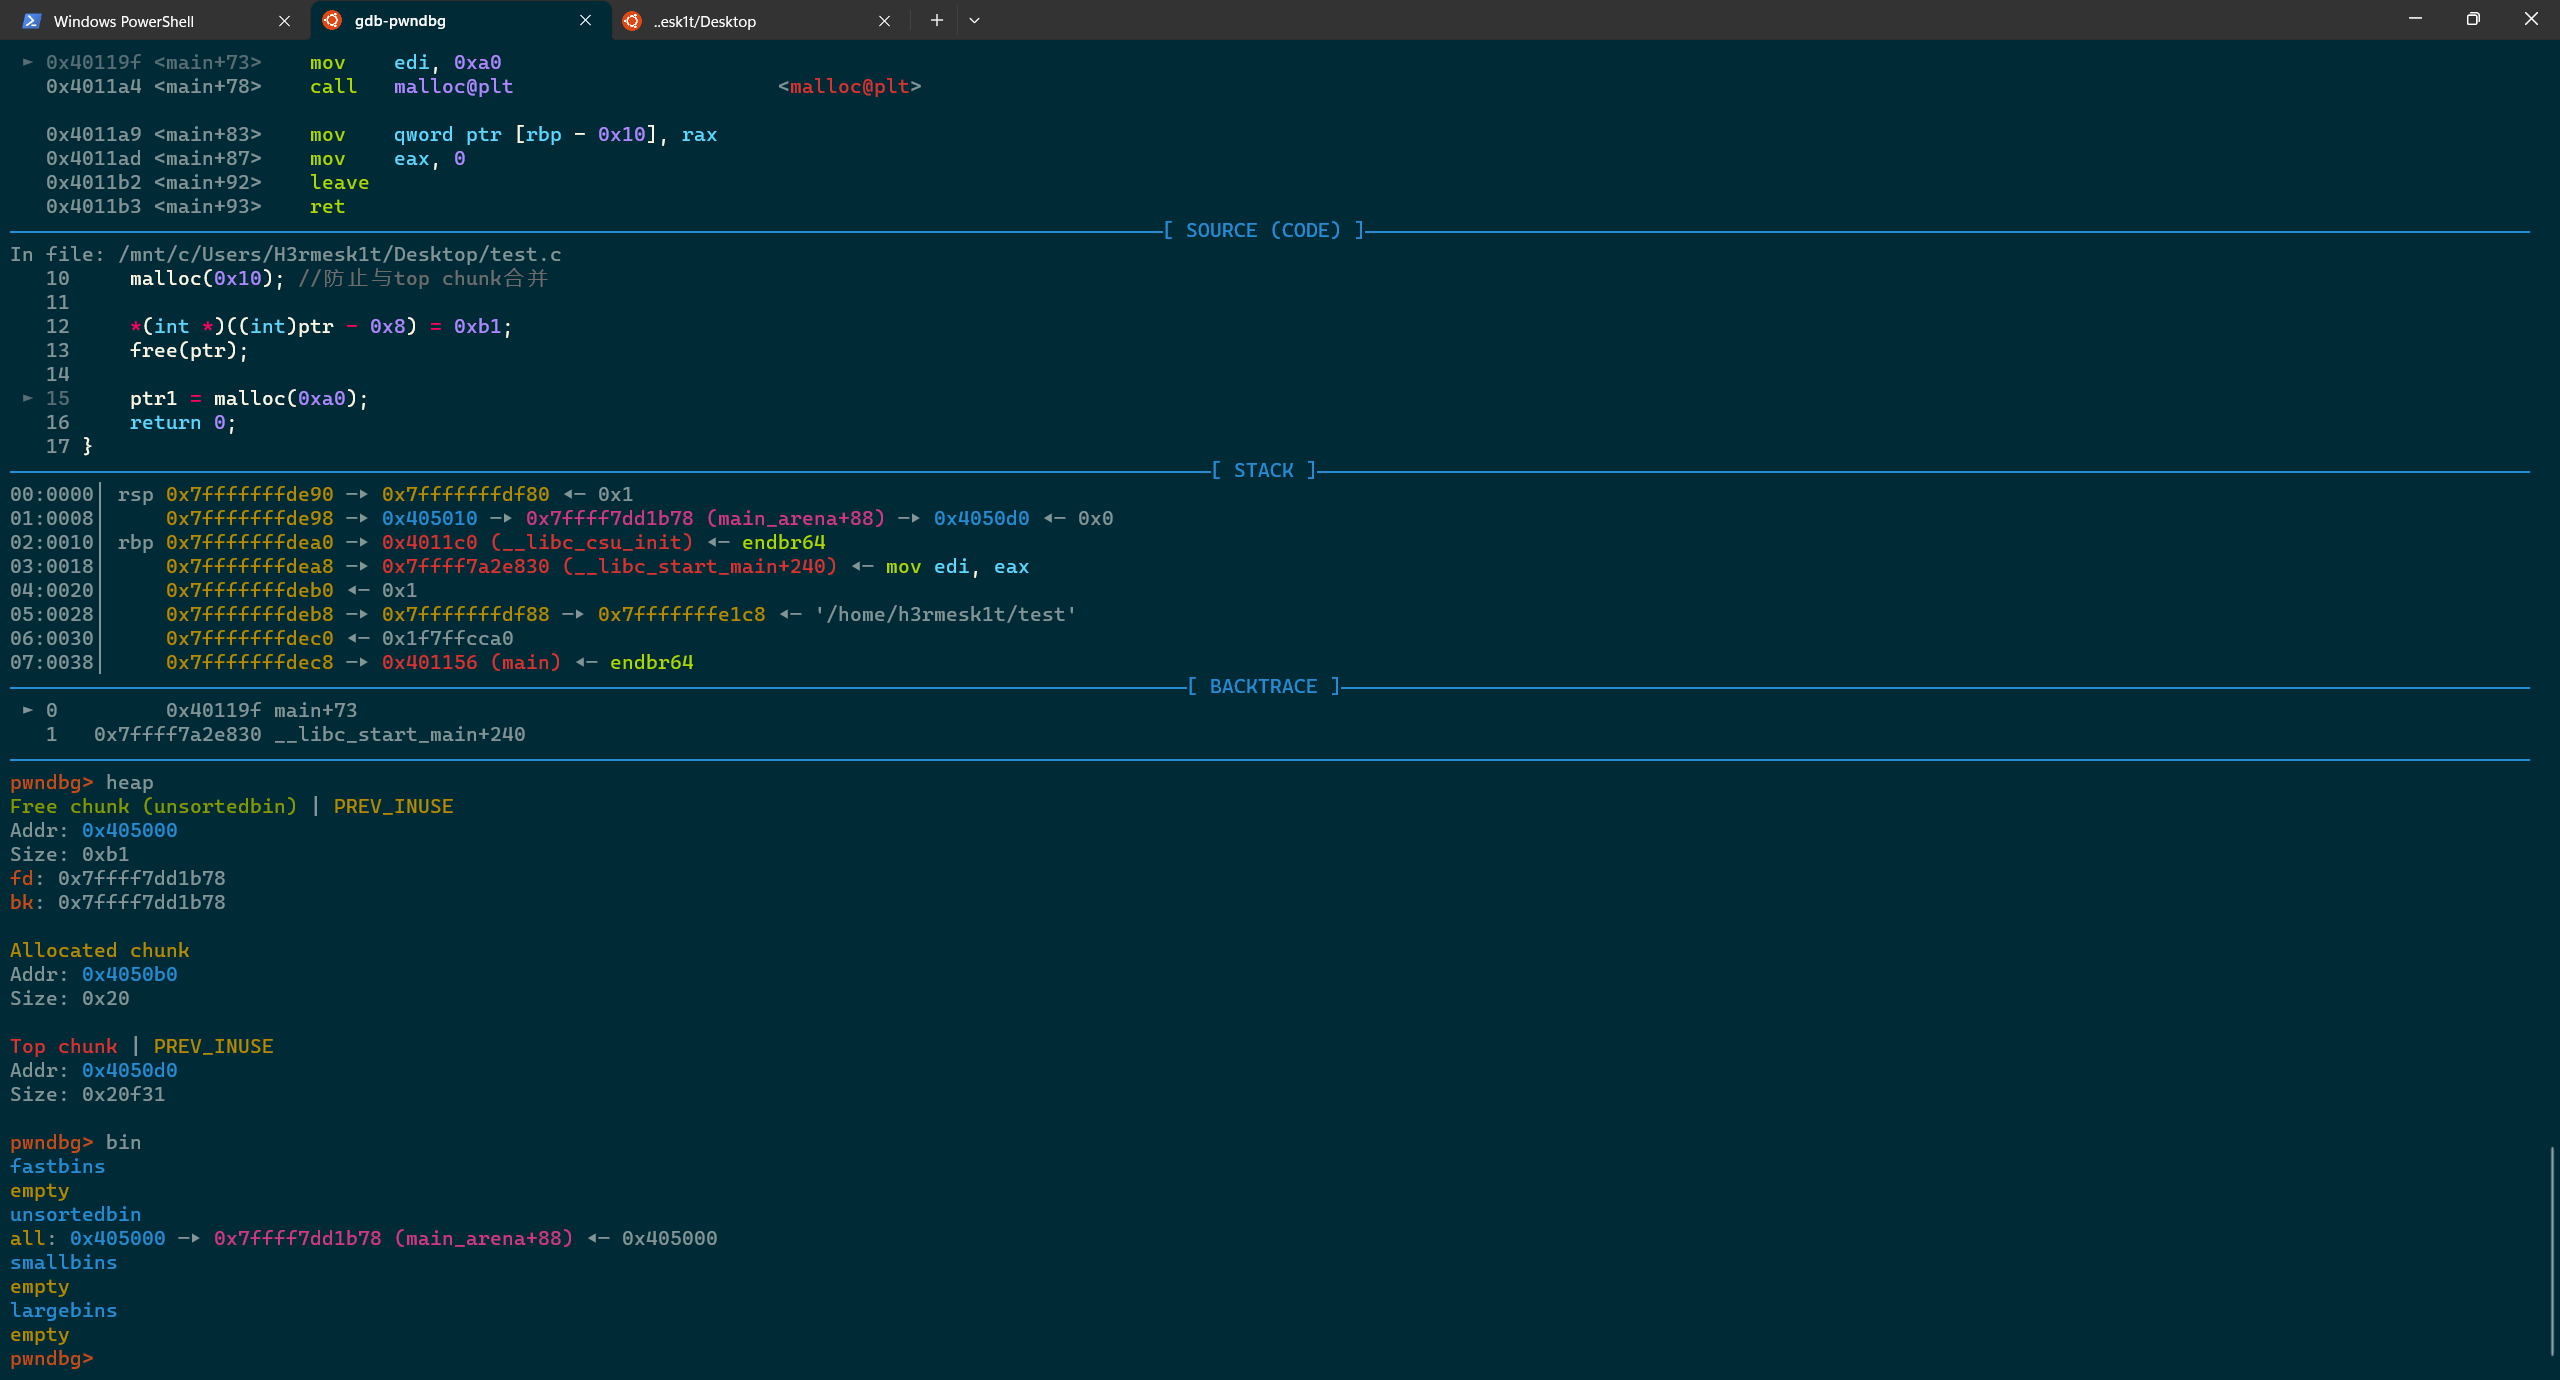 Windows PowerShell
gdb-pwndbg
..esk1t/Desktop
► 0x40119f <main+73>    mov    edi, 0xa0
0x4011a4 <main+78>    call   malloc@plt                      <malloc@plt>
0x4011a9 <main+83>    mov    qword ptr [rbp - 0x10], rax
0x4011ad <main+87>    mov    eax, 0
0x4011b2 <main+92>    leave
0x4011b3 <main+93>    ret
[ SOURCE (CODE) ]
In file: /mnt/c/Users/H3rmesk1t/Desktop/test.c
10     malloc(0x10); //防止与top chunk合并
11
12     *(int *)((int)ptr - 0x8) = 0xb1;
13     free(ptr);
14
► 15     ptr1 = malloc(0xa0);
16     return 0;
17 }
[ STACK ]
00:0000│ rsp 0x7fffffffde90 —▸ 0x7fffffffdf80 ◂— 0x1
01:0008│     0x7fffffffde98 —▸ 0x405010 —▸ 0x7ffff7dd1b78 (main_arena+88) —▸ 0x4050d0 ◂— 0x0
02:0010│ rbp 0x7fffffffdea0 —▸ 0x4011c0 (__libc_csu_init) ◂— endbr64
03:0018│     0x7fffffffdea8 —▸ 0x7ffff7a2e830 (__libc_start_main+240) ◂— mov edi, eax
04:0020│     0x7fffffffdeb0 ◂— 0x1
05:0028│     0x7fffffffdeb8 —▸ 0x7fffffffdf88 —▸ 0x7fffffffe1c8 ◂— '/home/h3rmesk1t/test'
06:0030│     0x7fffffffdec0 ◂— 0x1f7ffcca0
07:0038│     0x7fffffffdec8 —▸ 0x401156 (main) ◂— endbr64
[ BACKTRACE ]
► 0         0x40119f main+73
1   0x7ffff7a2e830 __libc_start_main+240
pwndbg> heap
Free chunk (unsortedbin) | PREV_INUSE
Addr: 0x405000
Size: 0xb1
fd: 0x7ffff7dd1b78
bk: 0x7ffff7dd1b78
Allocated chunk
Addr: 0x4050b0
Size: 0x20
Top chunk | PREV_INUSE
Addr: 0x4050d0
Size: 0x20f31
pwndbg> bin
fastbins
empty
unsortedbin
all: 0x405000 —▸ 0x7ffff7dd1b78 (main_arena+88) ◂— 0x405000
smallbins
empty
largebins
empty
pwndbg>